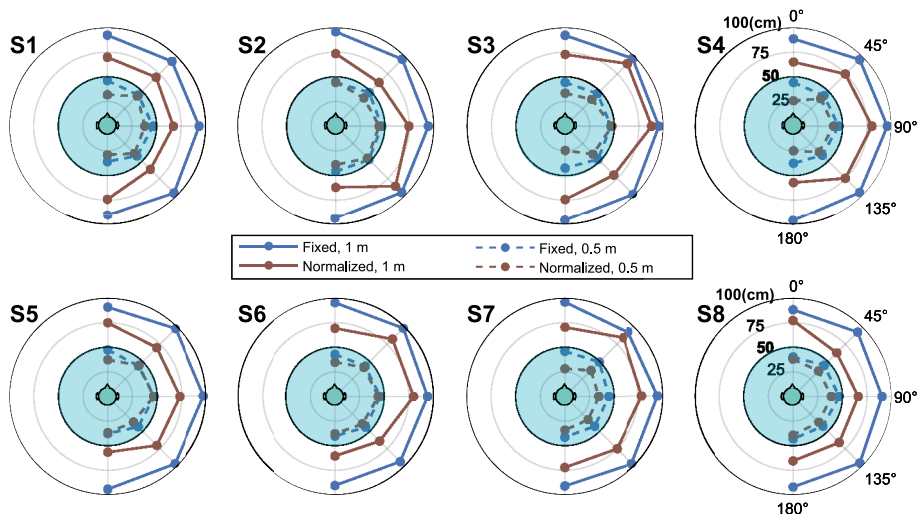 S1
S2
S3
S4
100(cm)
0°
45°
75
50
25
90°
135°
180°
Fixed, 1 m
Fixed, 0.5 m
Normalized, 1 m
Normalized, 0.5 m
S5
S6
S7
S8
100(cm)
0°
45°
75
50
25
90°
135°
180°